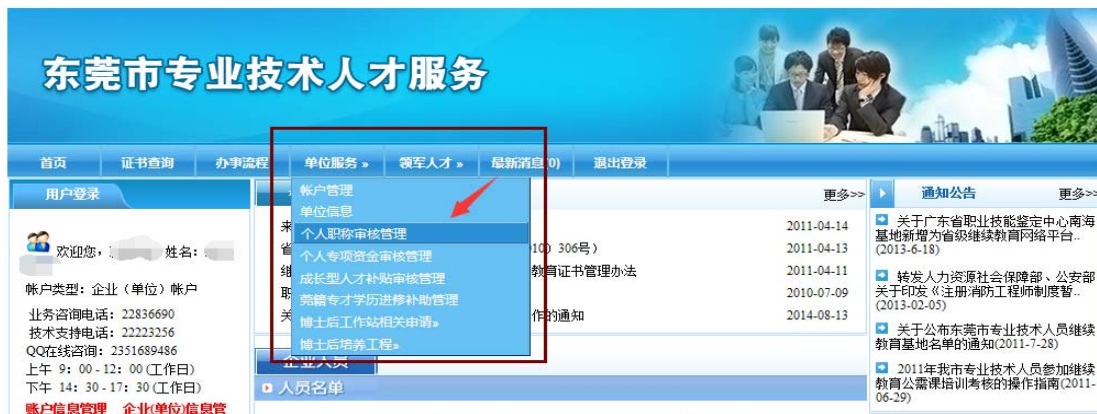 东莞市专业技术人才服务
首页 证书查询 办事流程 单位服务» 领军人才» 最新消息(0) 退出登录
用户登录
欢迎您, 姓名:
帐户类型：企业（单位）帐户
业务咨询电话：22836690
技术支持电话：22223256
QQ在线咨询：2351689486
上午 9：00-12：00(工作日)
下午 14：30-17：30(工作日)
账户信息管理 企业(单位)信息管
帐户管理
单位信息
个人职称审核管理
个人专项资金审核管理
成长型人才补贴审核管理
莞籍专才学历进修补助管理
博士后工作站相关申请»
博士后培养工程»
更多>>
来 2011-04-14
省 306号） 2011-04-13
继 教育证书管理办法 2011-04-11
职 2010-07-09
关 作的通知 2014-08-13
企业人员
人员名单
通知公告 更多>>
关于广东省职业技能鉴定中心南海
基地新增为省级继续教育网络平台..
(2013-6-18)
转发人力资源社会保障部、公安部
关于印发《注册消防工程师制度暂..
(2013-02-05)
关于公布东莞市专业技术人员继续
教育基地名单的通知(2011-7-28)
2011年我市专业技术人员参加继续
教育公需课培训考核的操作指南(2011-
06-29)